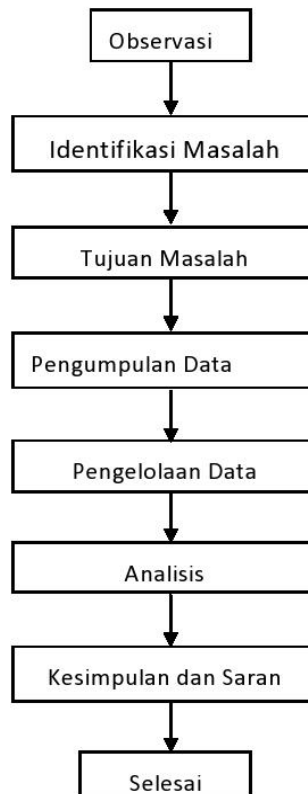 Observasi
Identifikasi Masalah
Tujuan Masalah
Pengumpulan Data
Pengelolaan Data
Analisis
Kesimpulan dan Saran
Selesai